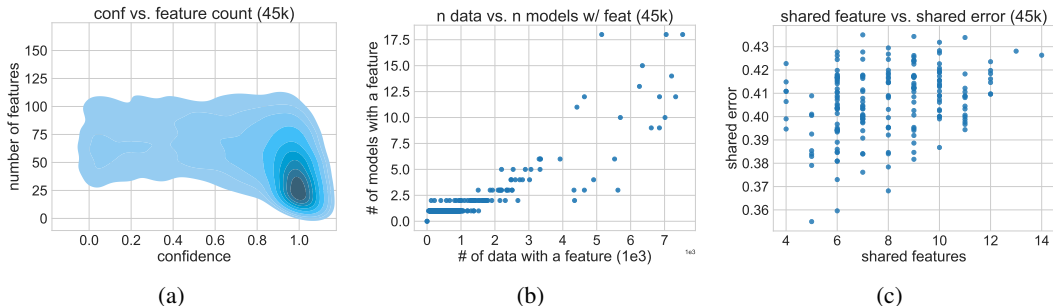 conf vs. feature count (45k)
number of features
150
125
100
75
50
25
0
0.0 0.2 0.4 0.6 0.8 1.0
confidence
(a)
n data vs. n models w/ feat (45k)
# of models with a feature
17.5
15.0
12.5
10.0
7.5
5.0
2.5
0.0
0 1 2 3 4 5 6 7
1e3
# of data with a feature (1e3)
(b)
shared feature vs. shared error (45k)
shared error
0.43
0.42
0.41
0.40
0.39
0.38
0.37
0.36
4 6 8 10 12 14
shared features
(c)